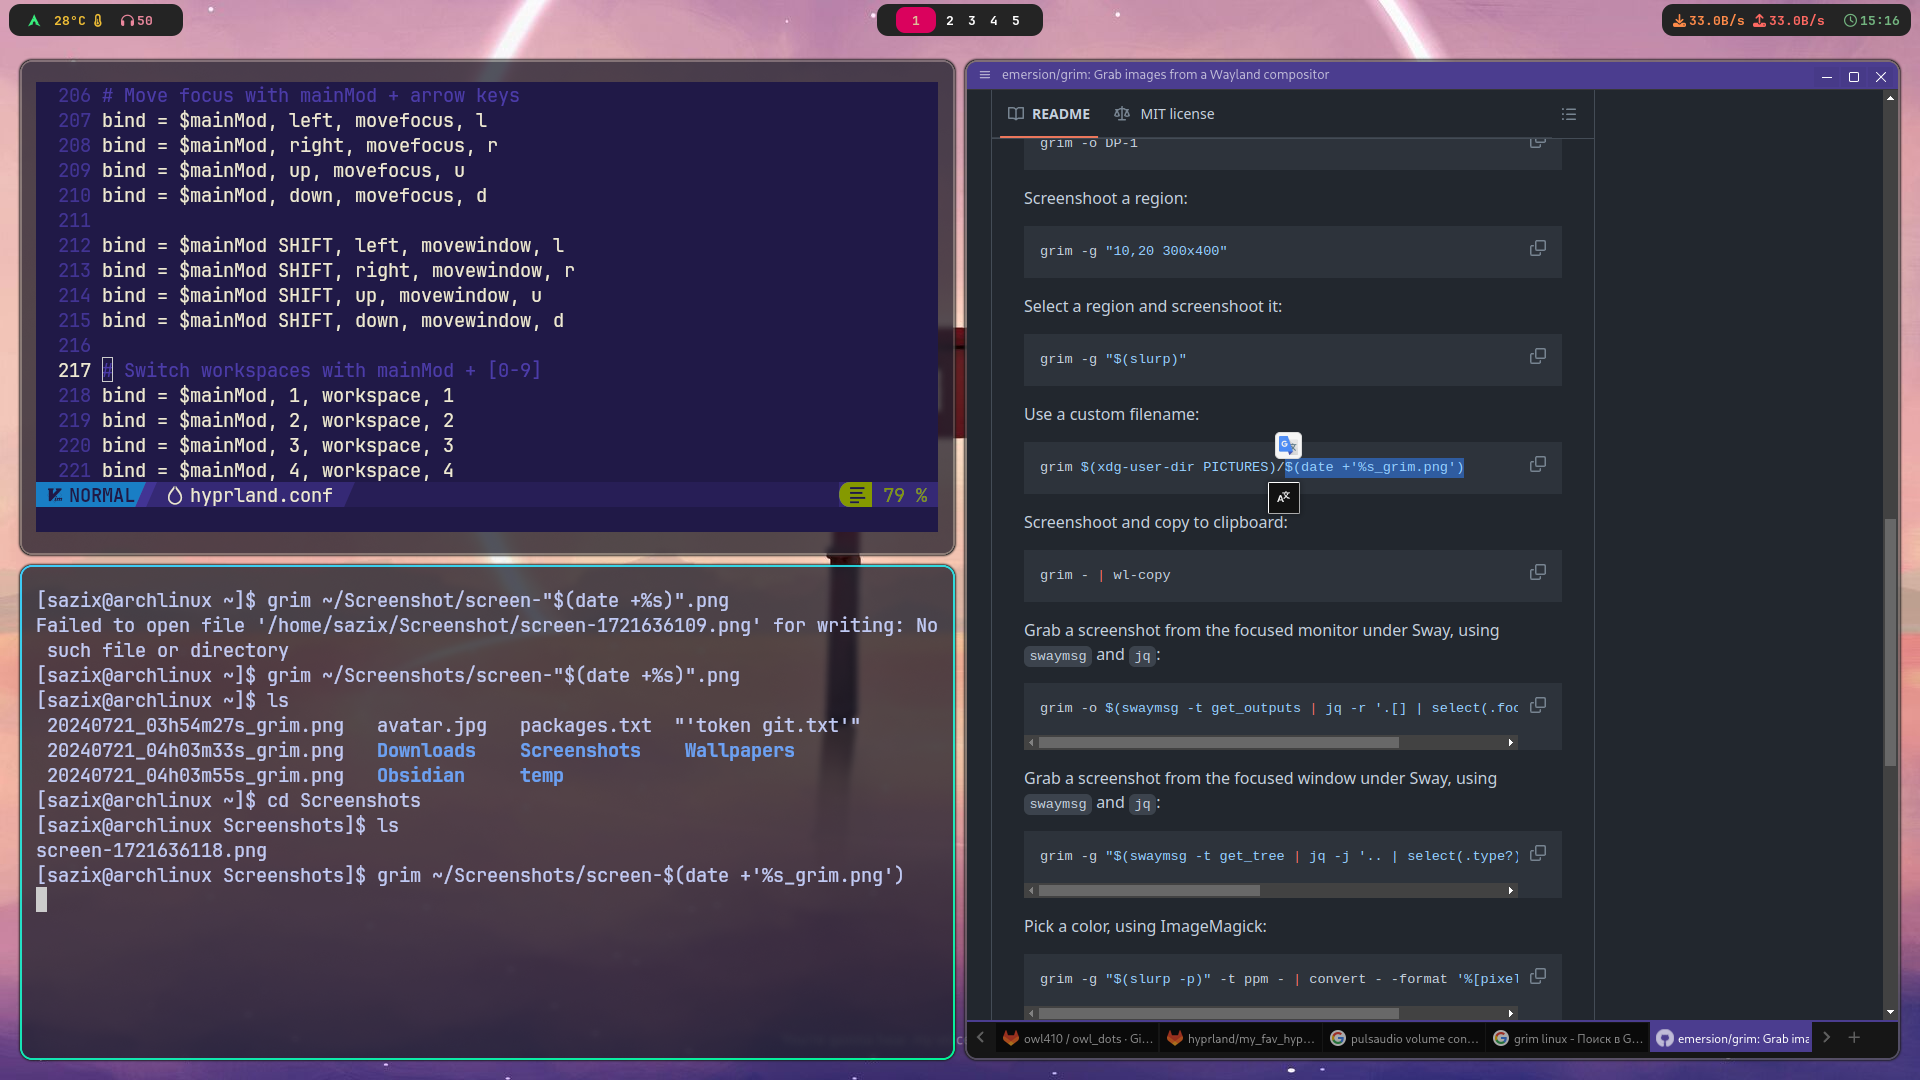 28°C 50
1 2 3 4 5
33.0B/s 33.0B/s 15:16
206 # Move focus with mainMod + arrow keys
207 bind = $mainMod, left, movefocus, l
208 bind = $mainMod, right, movefocus, r
209 bind = $mainMod, up, movefocus, u
210 bind = $mainMod, down, movefocus, d
211
212 bind = $mainMod SHIFT, left, movewindow, l
213 bind = $mainMod SHIFT, right, movewindow, r
214 bind = $mainMod SHIFT, up, movewindow, u
215 bind = $mainMod SHIFT, down, movewindow, d
216
217 # Switch workspaces with mainMod + [0-9]
218 bind = $mainMod, 1, workspace, 1
219 bind = $mainMod, 2, workspace, 2
220 bind = $mainMod, 3, workspace, 3
221 bind = $mainMod, 4, workspace, 4
NORMAL hyprland.conf 79 %
[sazix@archlinux ~]$ grim ~/Screenshot/screen-"$(date +%s)".png
Failed to open file '/home/sazix/Screenshot/screen-1721636109.png' for writing: No
such file or directory
[sazix@archlinux ~]$ grim ~/Screenshots/screen-"$(date +%s)".png
[sazix@archlinux ~]$ ls
20240721_03h54m27s_grim.png avatar.jpg packages.txt "'token git.txt'"
20240721_04h03m33s_grim.png Downloads Screenshots Wallpapers
20240721_04h03m55s_grim.png Obsidian temp
[sazix@archlinux ~]$ cd Screenshots
[sazix@archlinux Screenshots]$ ls
screen-1721636118.png
[sazix@archlinux Screenshots]$ grim ~/Screenshots/screen-$(date +'%s_grim.png')
emersion/grim: Grab images from a Wayland compositor
README MIT license
grim -o DP-1
Screenshoot a region:
grim -g "10,20 300x400"
Select a region and screenshoot it:
grim -g "$(slurp)"
Use a custom filename:
grim $(xdg-user-dir PICTURES)/$(date +'%s_grim.png')
Screenshoot and copy to clipboard:
grim - | wl-copy
Grab a screenshot from the focused monitor under Sway, using
swaymsg and jq:
grim -o $(swaymsg -t get_outputs | jq -r '.[] | select(.foc
Grab a screenshot from the focused window under Sway, using
swaymsg and jq:
grim -g "$(swaymsg -t get_tree | jq -j '.. | select(.type?)
Pick a color, using ImageMagick:
grim -g "$(slurp -p)" -t ppm - | convert - -format '%[pixel
owl410 / owl_dots · Gi... hyprland/my_fav_hyp... pulsaudio volume con... grim linux - Поиск в G... emersion/grim: Grab ima